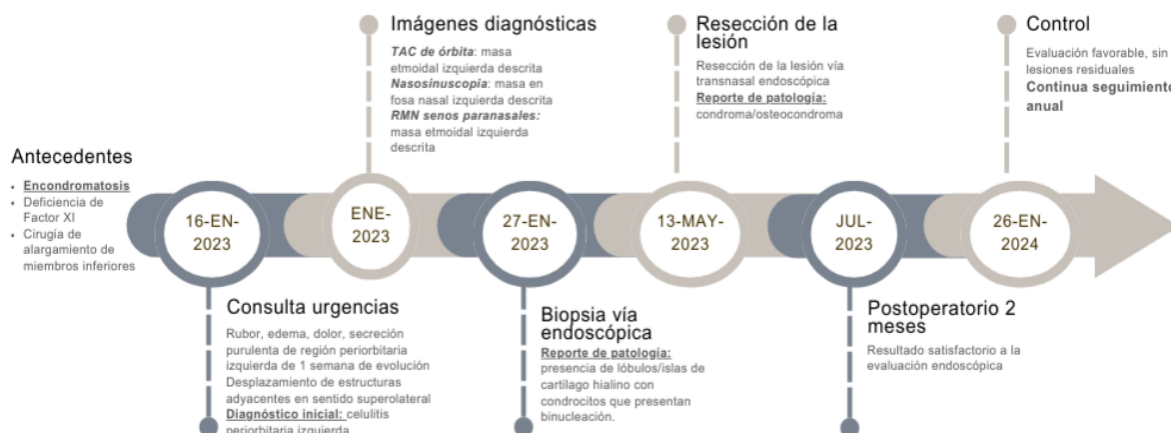 Antecedentes
• Encondromatosis
• Deficiencia de
Factor XI
• Cirugía de
alargamiento de
miembros inferiores
16-EN-
2023
Consulta urgencias
Rubor, edema, dolor, secreción
purulenta de región periorbitaria
izquierda de 1 semana de evolución
Desplazamiento de estructuras
adyacentes en sentido superolateral
Diagnóstico inicial: celulitis
periorbitaria izquierda
ENE-
2023
Imágenes diagnósticas
TAC de órbita: masa
etmoidal izquierda descrita
Nasosinuscopia: masa en
fosa nasal izquierda descrita
RMN senos paranasales:
masa etmoidal izquierda
descrita
27-EN-
2023
Biopsia vía
endoscópica
Reporte de patología:
presencia de lóbulos/islas de
cartílago hialino con
condrocitos que presentan
binucleación.
13-MAY-
2023
Resección de la
lesión
Resección de la lesión vía
transnasal endoscópica
Reporte de patología:
condroma/osteocondroma
JUL-
2023
Postoperatorio 2
meses
Resultado satisfactorio a la
evaluación endoscópica
26-EN-
2024
Control
Evaluación favorable, sin
lesiones residuales
Continua seguimiento
anual